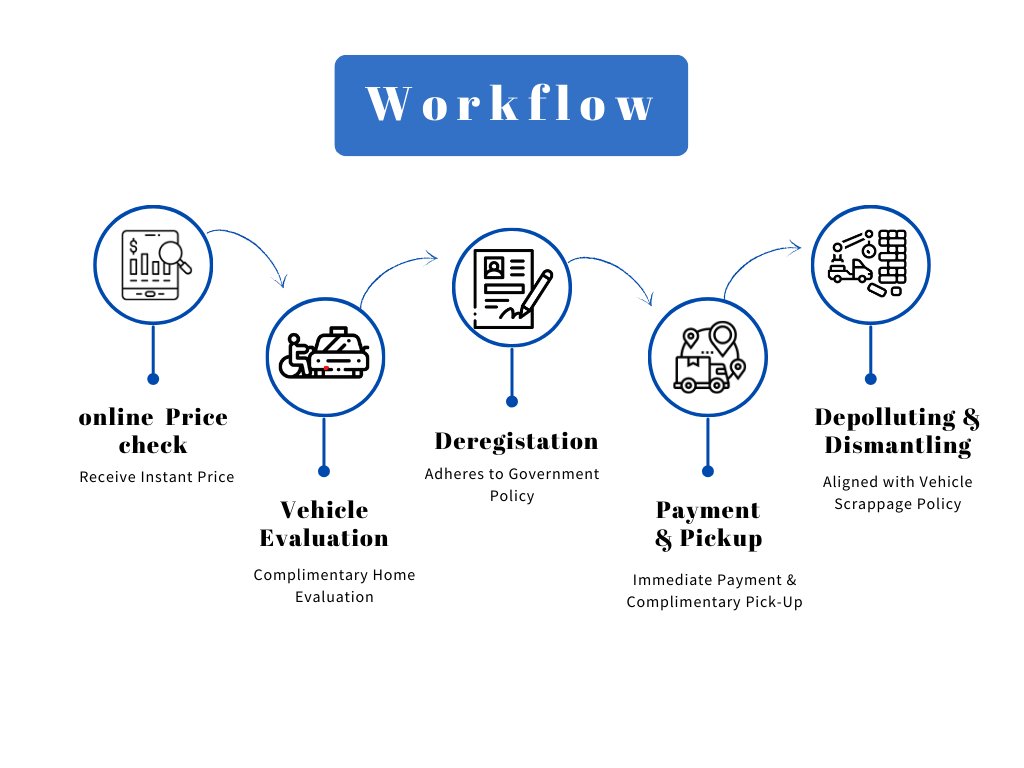 Workflow
$
online Price
check
Receive Instant Price
Vehicle
Evaluation
Complimentary Home
Evaluation
Deregistation
Adheres to Government
Policy
Payment
& Pickup
Immediate Payment &
Complimentary Pick-Up
Depolluting &
Dismantling
Aligned with Vehicle
Scrappage Policy